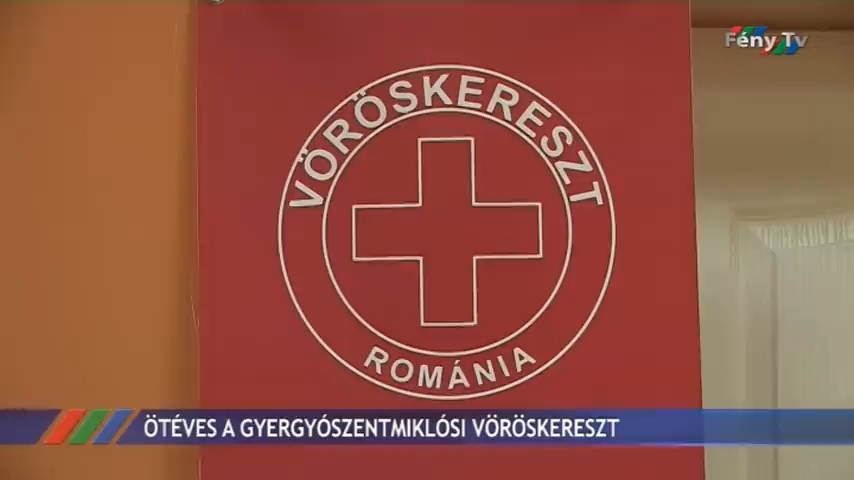 Fény Tv
VÖRÖSKERESZT
ROMÁNIA
ÖTÉVES A GYERGYÓSZENTMIKLÓSI VÖRÖSKERESZT